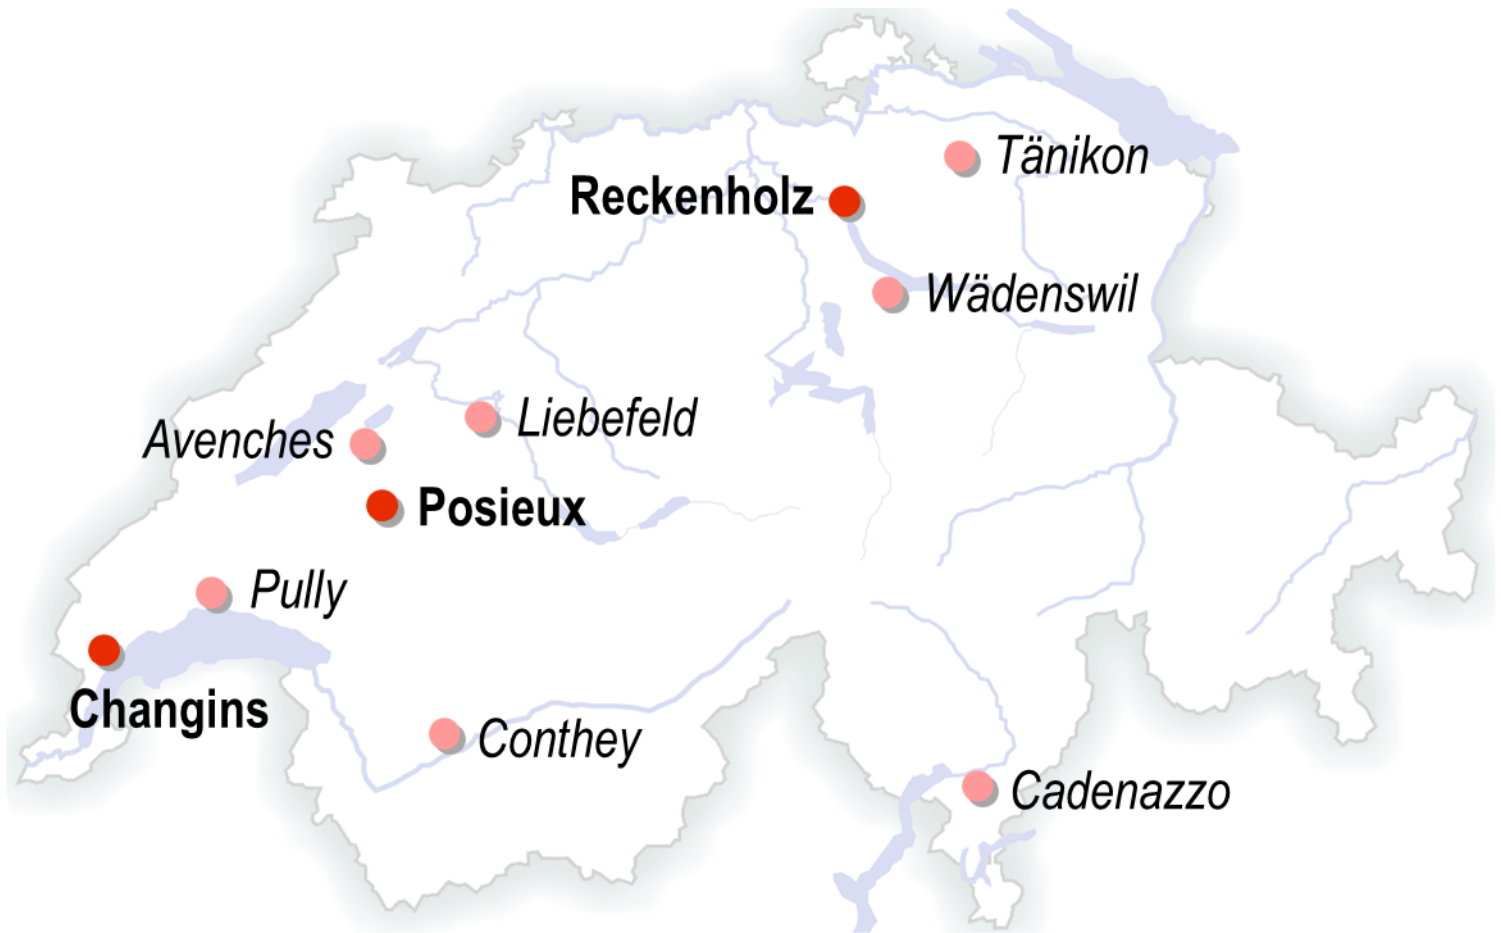 Tänikon
Reckenholz
Wädenswil
Liebefeld
Avenches
Posieux
Pully
Changins
Conthey
Cadenazzo